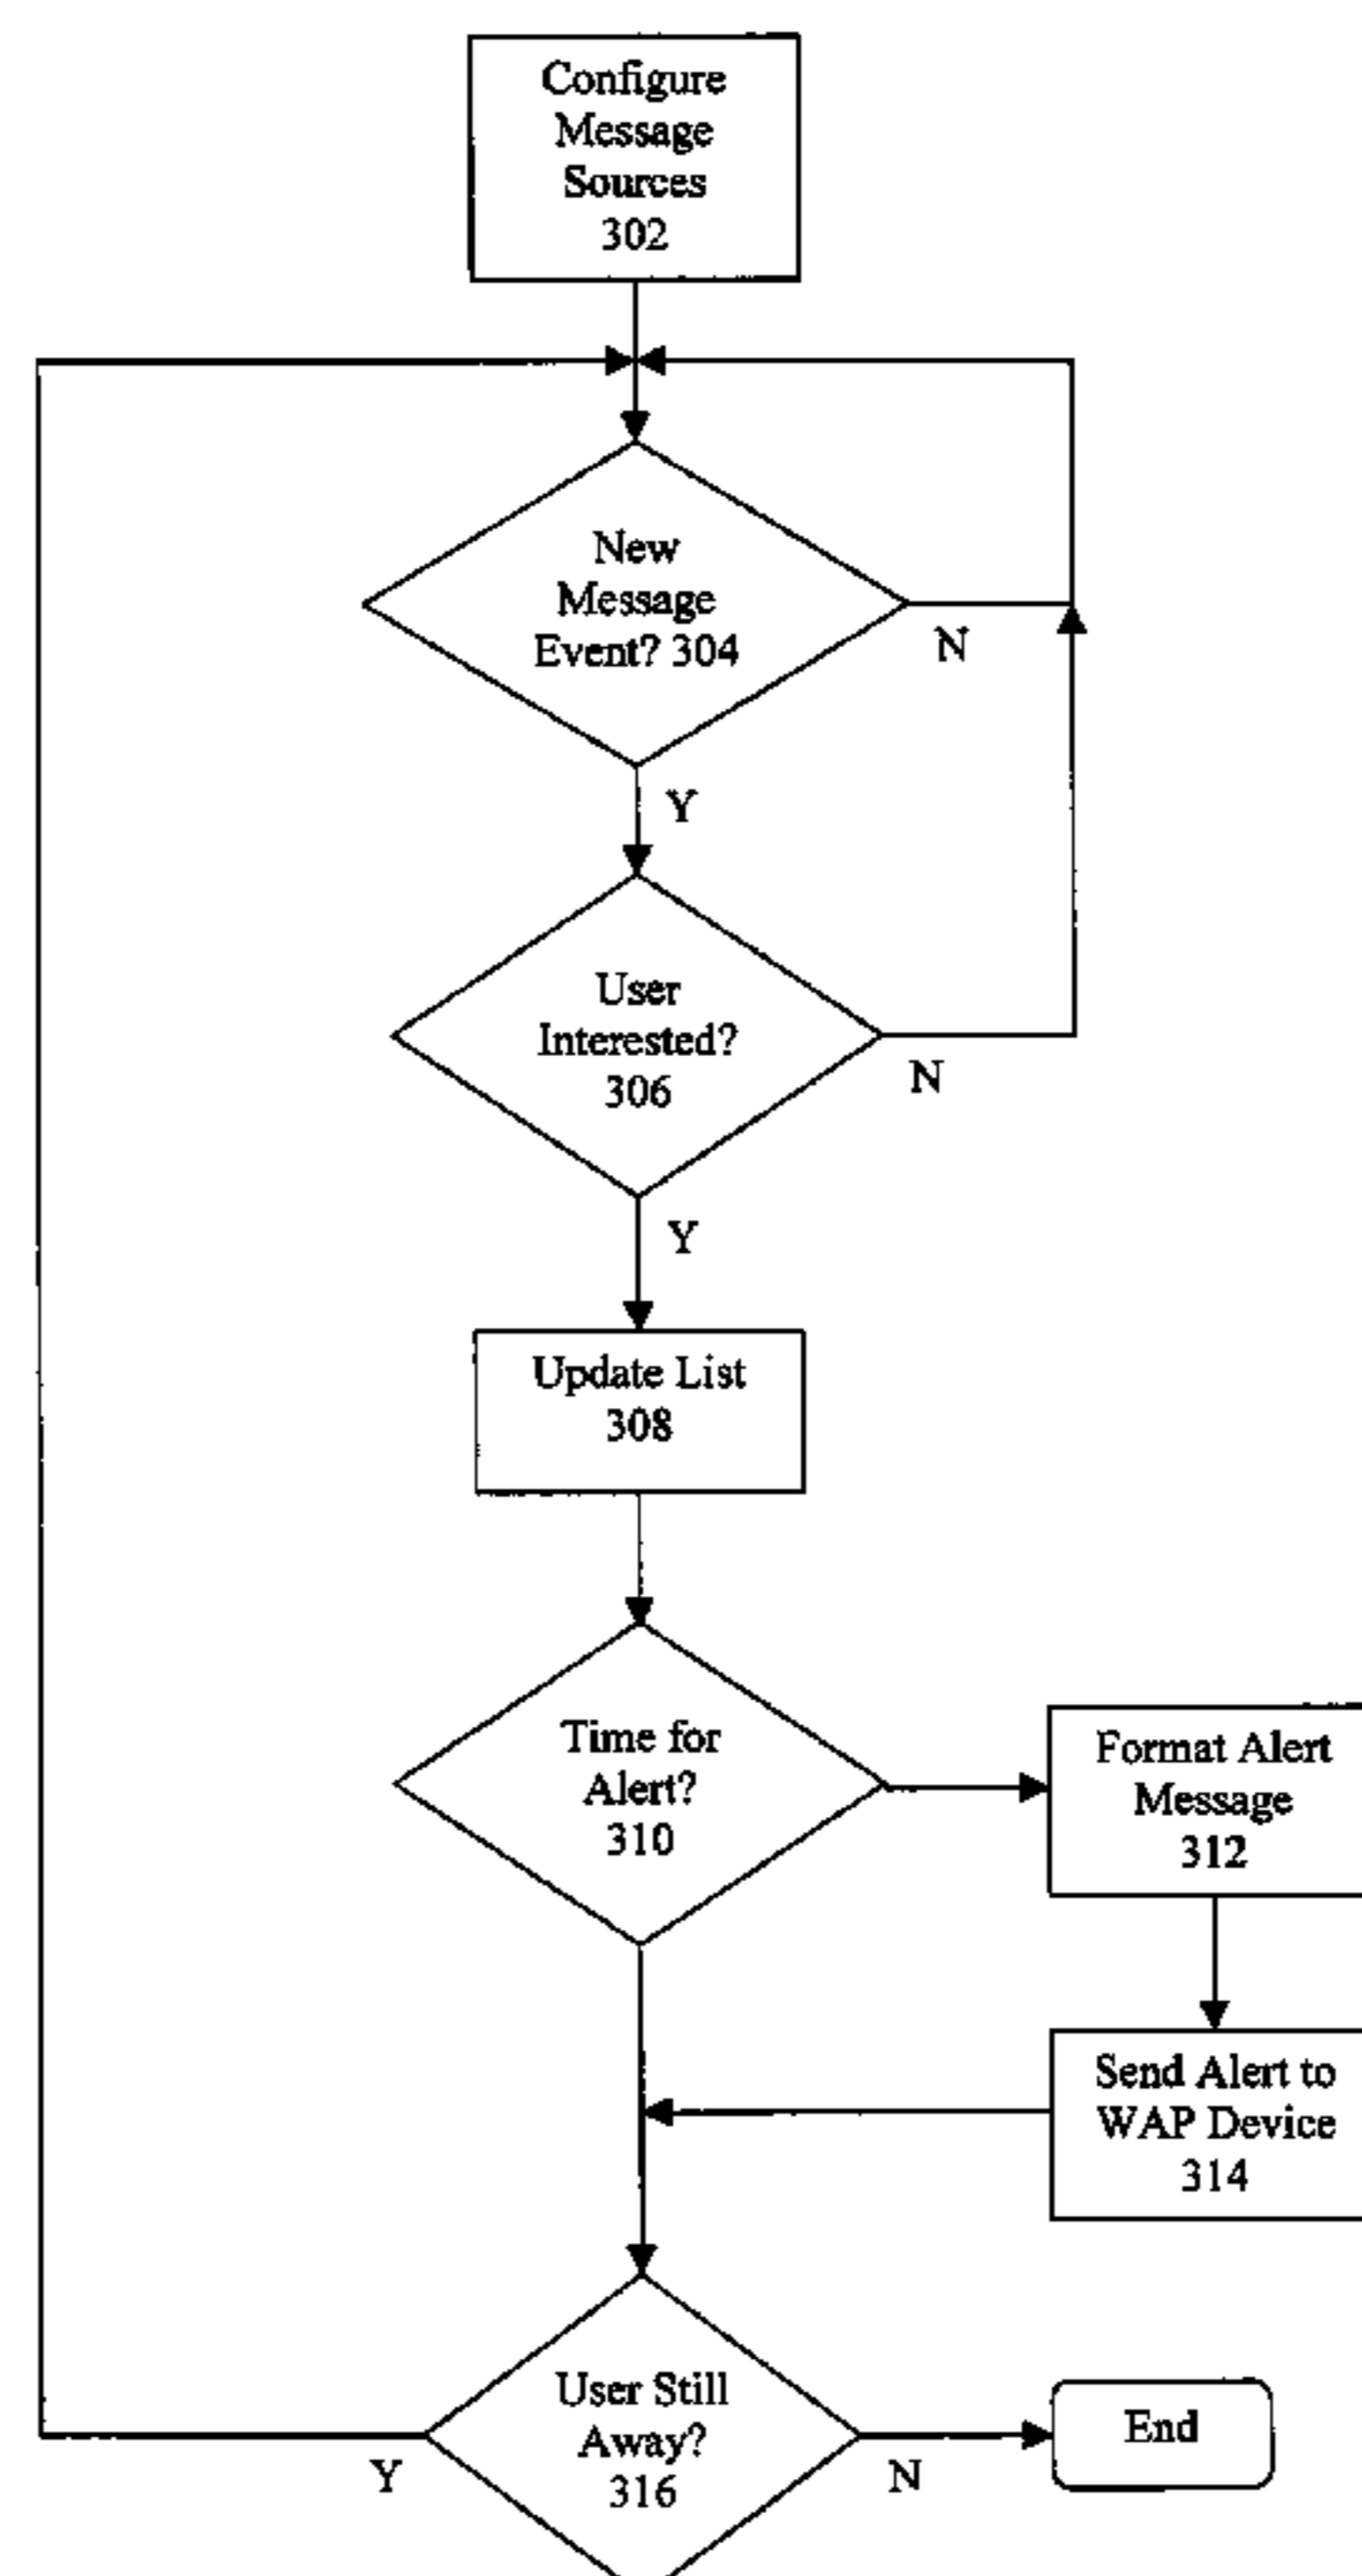 Configure
Message
Sources
302
New
Message
Event? 304
N
Y
User
Interested?
306
N
Y
Update List
308
Time for
Alert?
310
Format Alert
Message
312
Send Alert to
WAP Device
314
User Still
Away?
316
Y
N
End